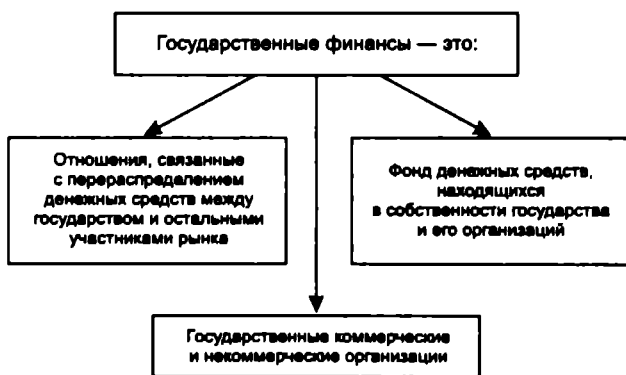 Государственные финансы — это:
Отношения, связанные
с перераспределением
денежных средств между
государством и остальными
участниками рынка
Фонд денежных средств,
находящихся
в собственности государства
и его организаций
Государственные коммерческие
и некоммерческие организации